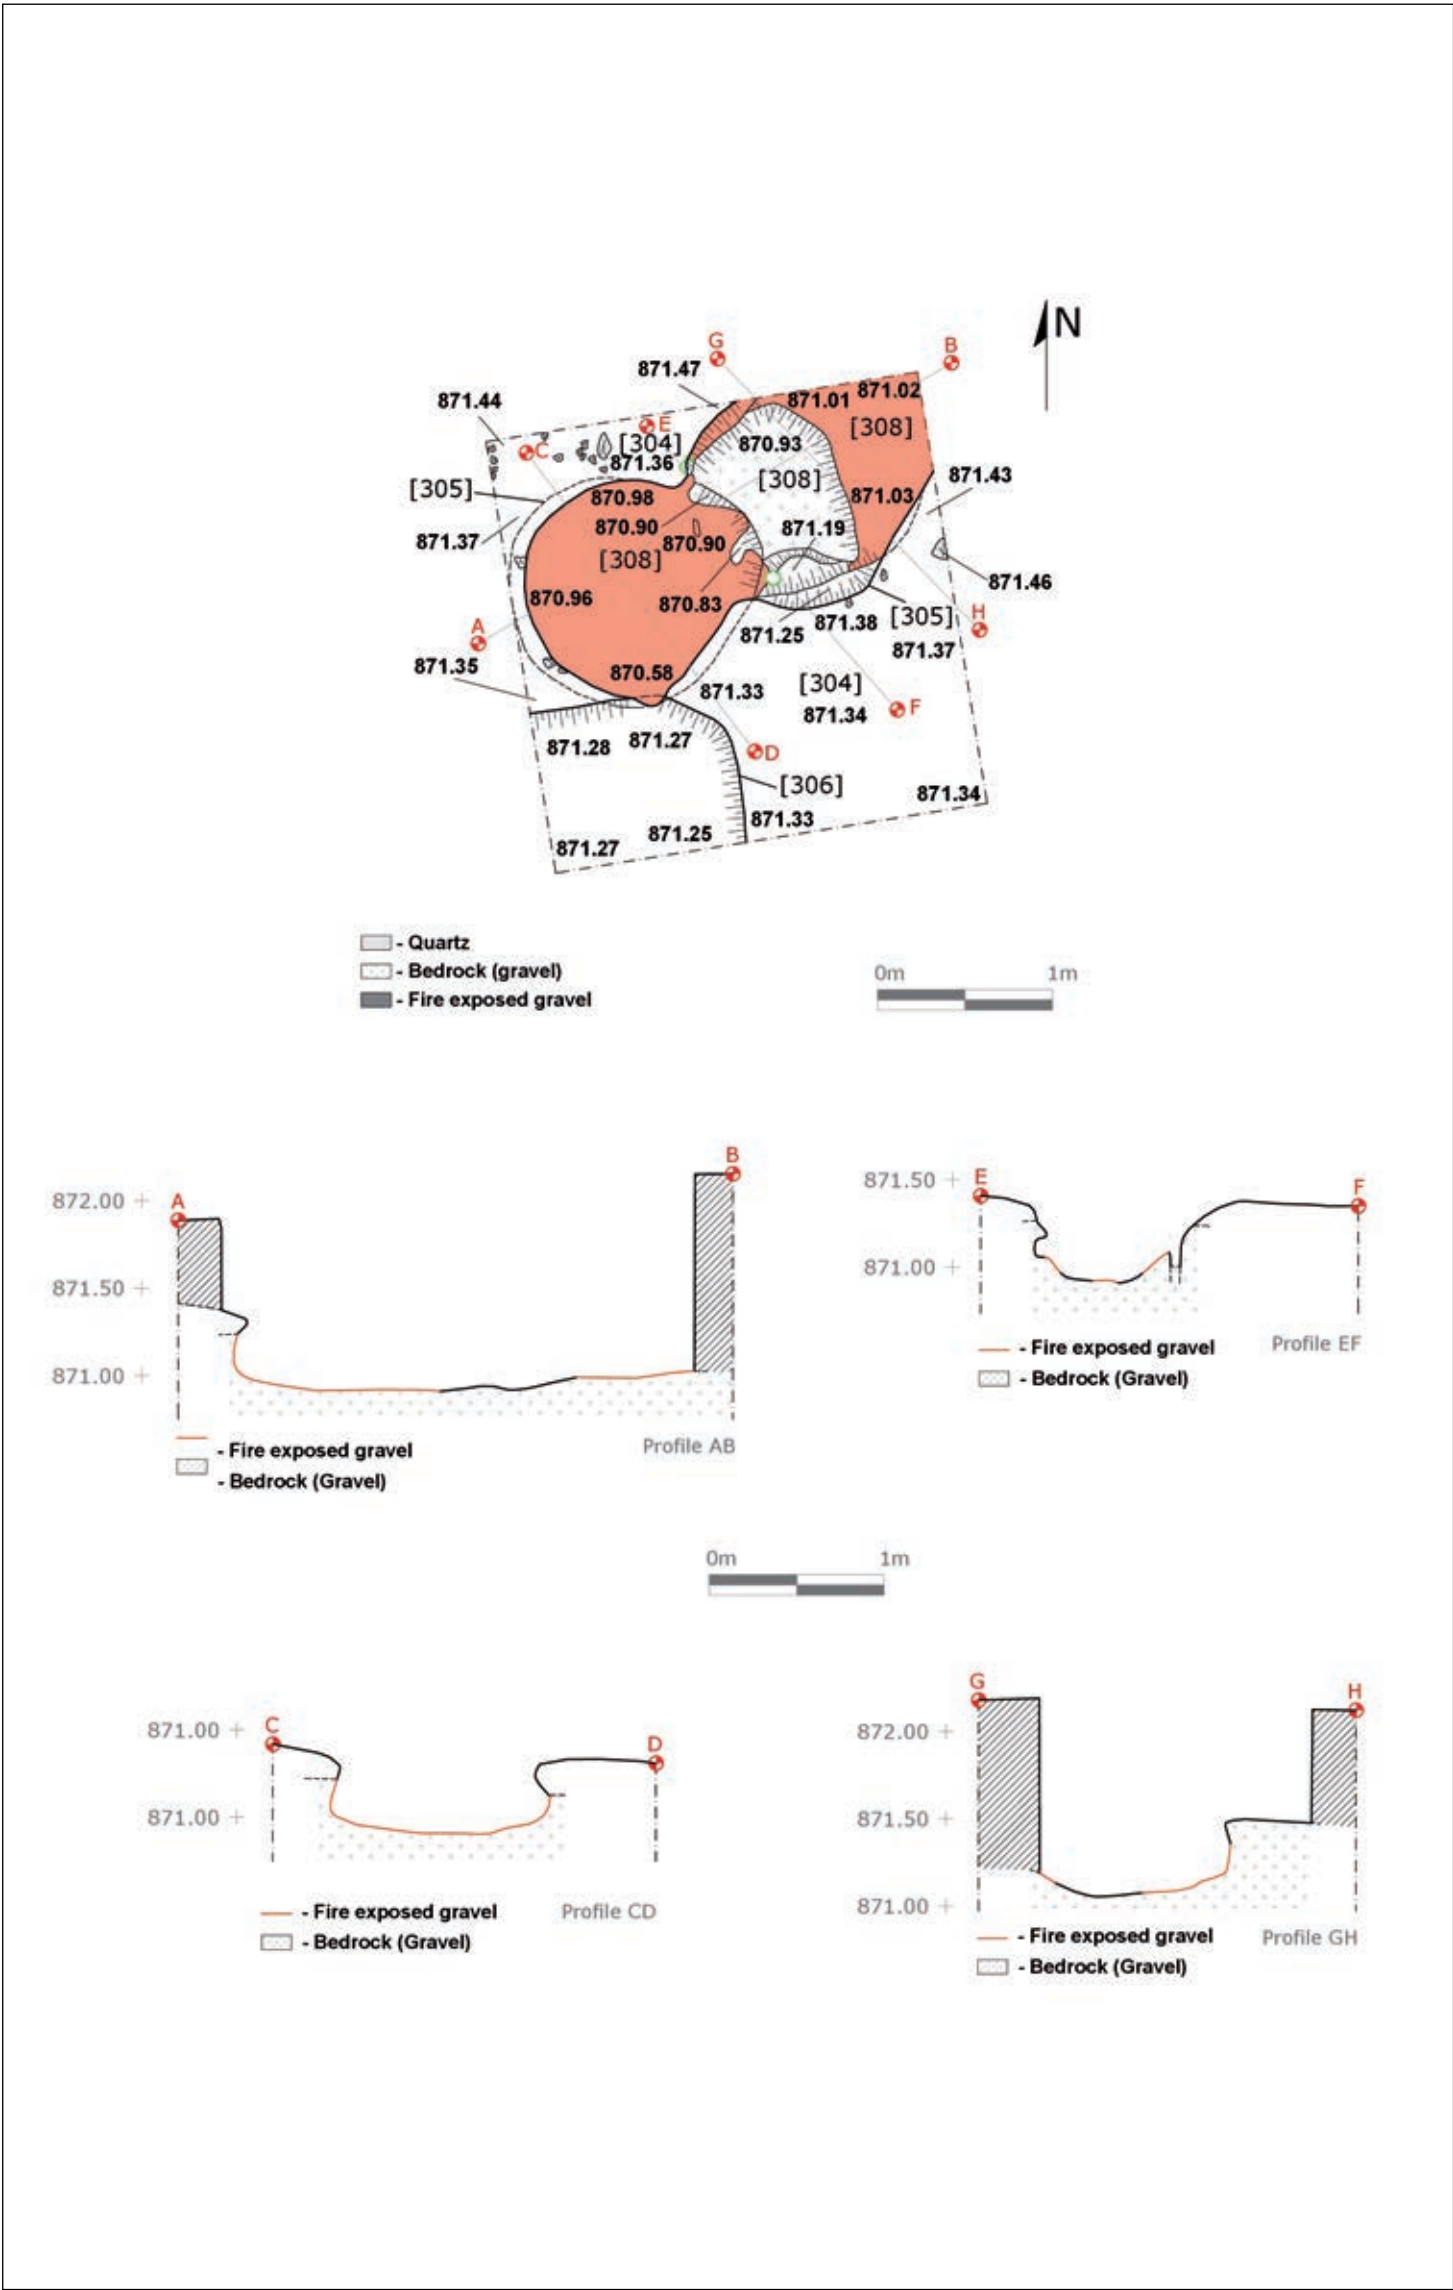 N
G
B
871.47
871.02
871.01
871.44
E
[308]
[304]
870.93
C
871.36
871.43
[305]
870.98
[308]
871.03
870.90
871.19
871.37
870.90
[308]
871.46
870.96
870.83
[305]
H
A
871.25
871.38
871.37
871.35
870.58
[304]
871.33
F
871.34
871.28
871.27
D
[306]
871.34
871.33
871.27
871.25
- Quartz
- Bedrock (gravel)
- Fire exposed gravel
0m 1m
B
A
872.00 +
871.50 +
871.00 +
- Fire exposed gravel
- Bedrock (Gravel)
Profile AB
E
F
871.50 +
871.00 +
- Fire exposed gravel
- Bedrock (Gravel)
Profile EF
0m 1m
C
D
871.00 +
871.00 +
- Fire exposed gravel
- Bedrock (Gravel)
Profile CD
G
H
872.00 +
871.50 +
871.00 +
- Fire exposed gravel
- Bedrock (Gravel)
Profile GH